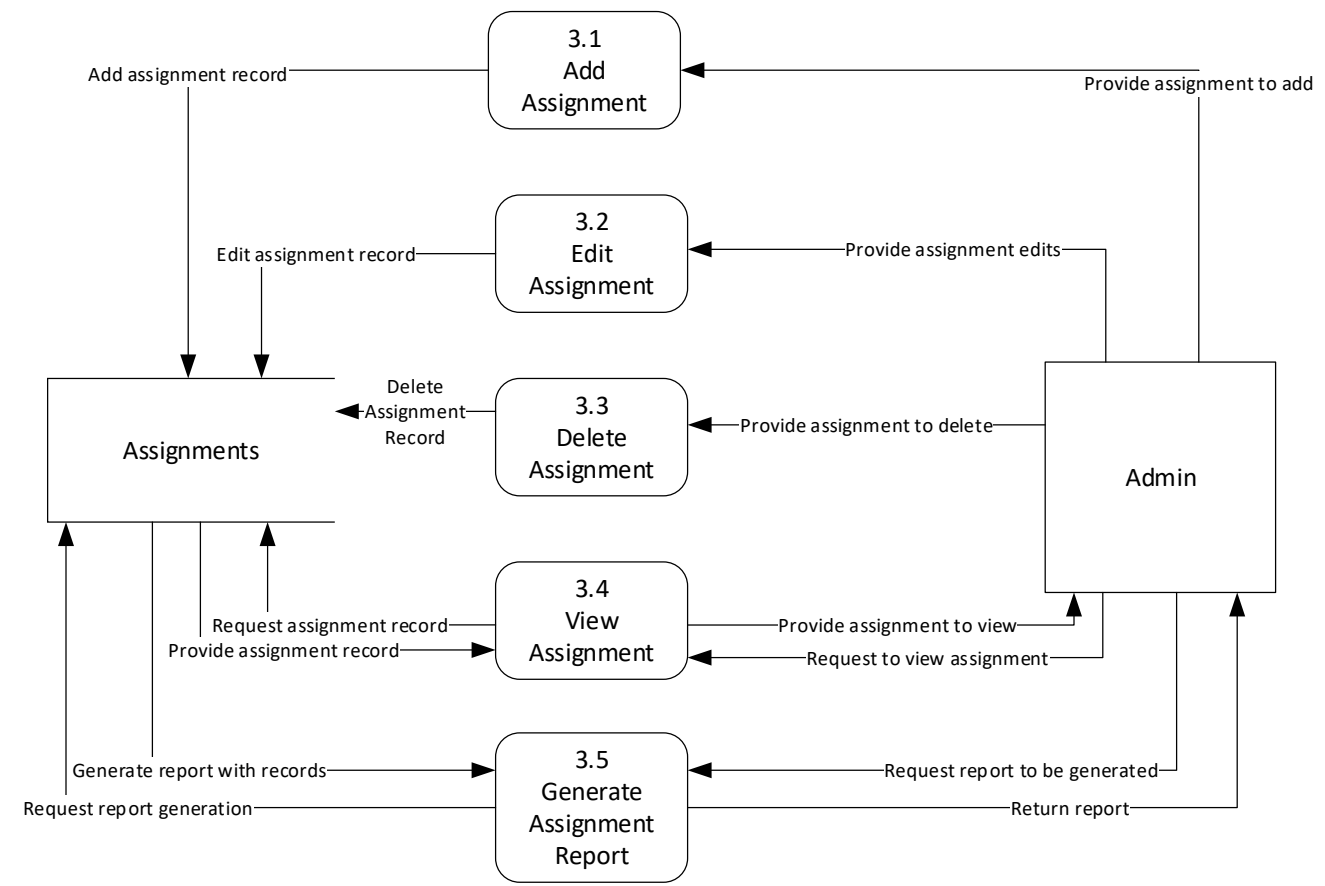 3.1
Add
Assignment
Add assignment record
Provide assignment to add
3.2
Edit
Assignment
Edit assignment record
Provide assignment edits
Delete
Assignment
Record
3.3
Delete
Assignment
Provide assignment to delete
Assignments
Admin
3.4
View
Assignment
Request assignment record
Provide assignment record
Provide assignment to view
Request to view assignment
3.5
Generate
Assignment
Report
Generate report with records
Request report generation
Request report to be generated
Return report